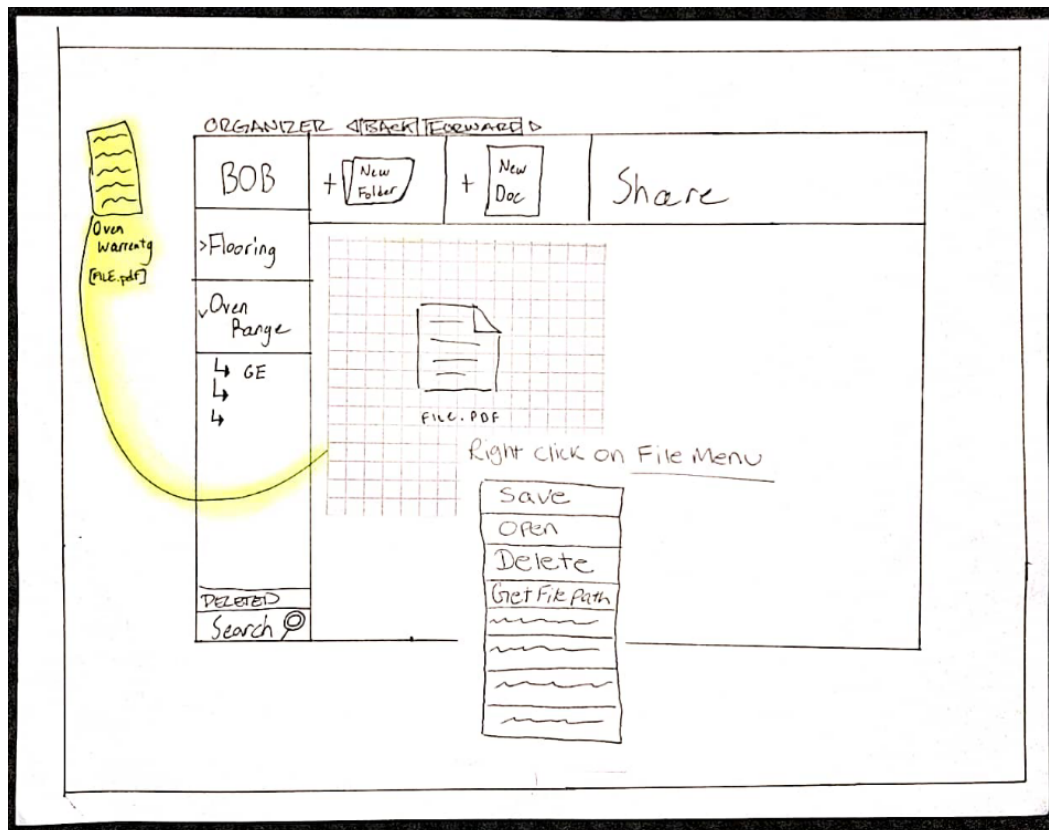 ORGANIZER BACK FORWARD
BOB
+ New Folder
+ New Doc
Share
Oven
Warrenty
[FILE.pdf]
>Flooring
Oven
Range
GE
FILE.PDF
Right click on File Menu
Save
Open
Delete
Get File path
DELETED
Search